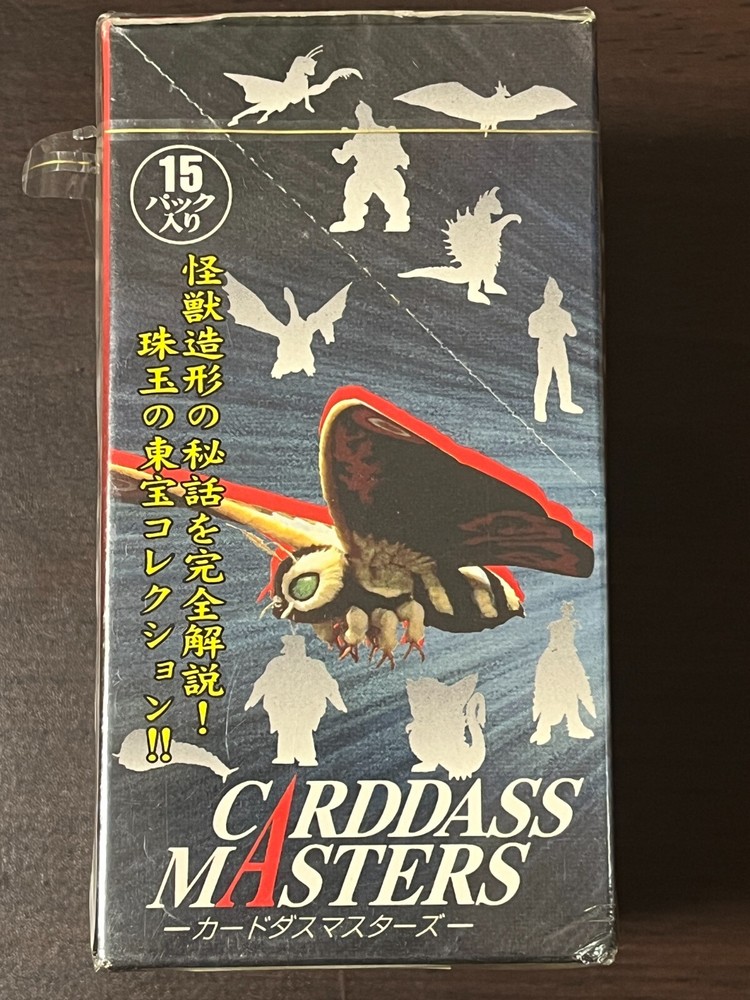 15
パック
入り
怪獣造形の秘話を完全解説！
珠玉の東宝コレクション!!
CARDDASS
MASTERS
―カードダスマスターズ―